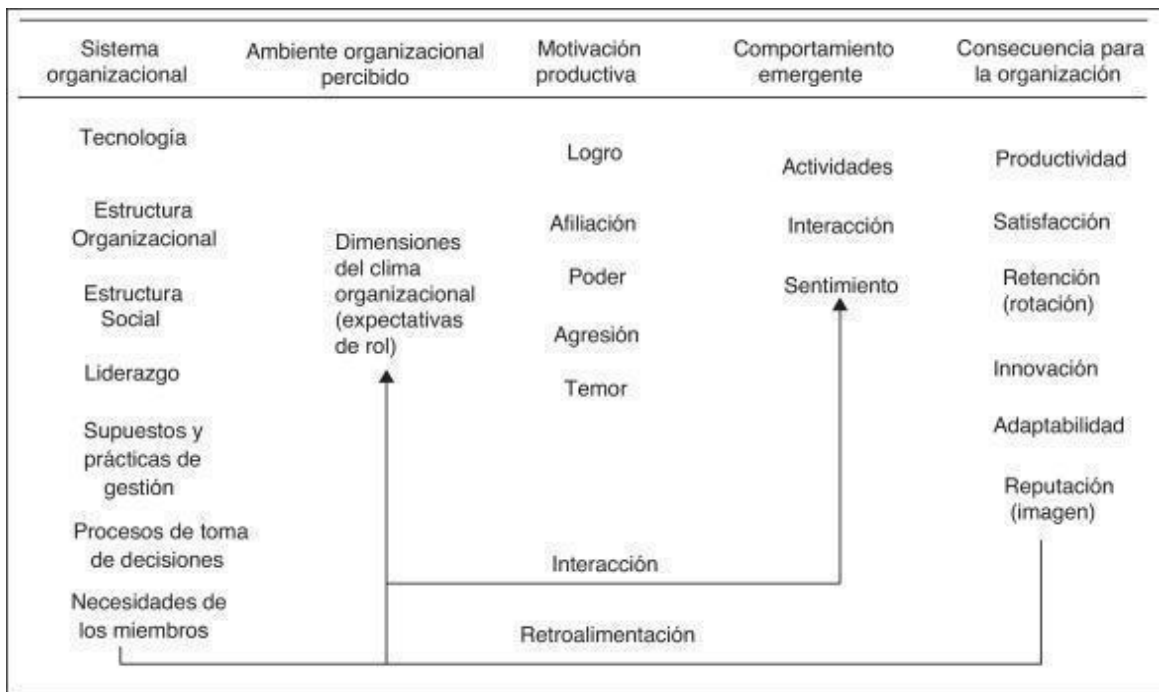 Sistema
organizacional
Ambiente organizacional
percibido
Motivación
productiva
Comportamiento
emergente
Consecuencia para
la organización
Tecnología
Estructura
Organizacional
Estructura
Social
Liderazgo
Supuestos y
prácticas de
gestión
Procesos de toma
de decisiones
Necesidades de
los miembros
Dimensiones
del clima
organizacional
(expectativas
de rol)
Logro
Afiliación
Poder
Agresión
Temor
Actividades
Interacción
Sentimiento
Productividad
Satisfacción
Retención
(rotación)
Innovación
Adaptabilidad
Reputación
(imagen)
Interacción
Retroalimentación